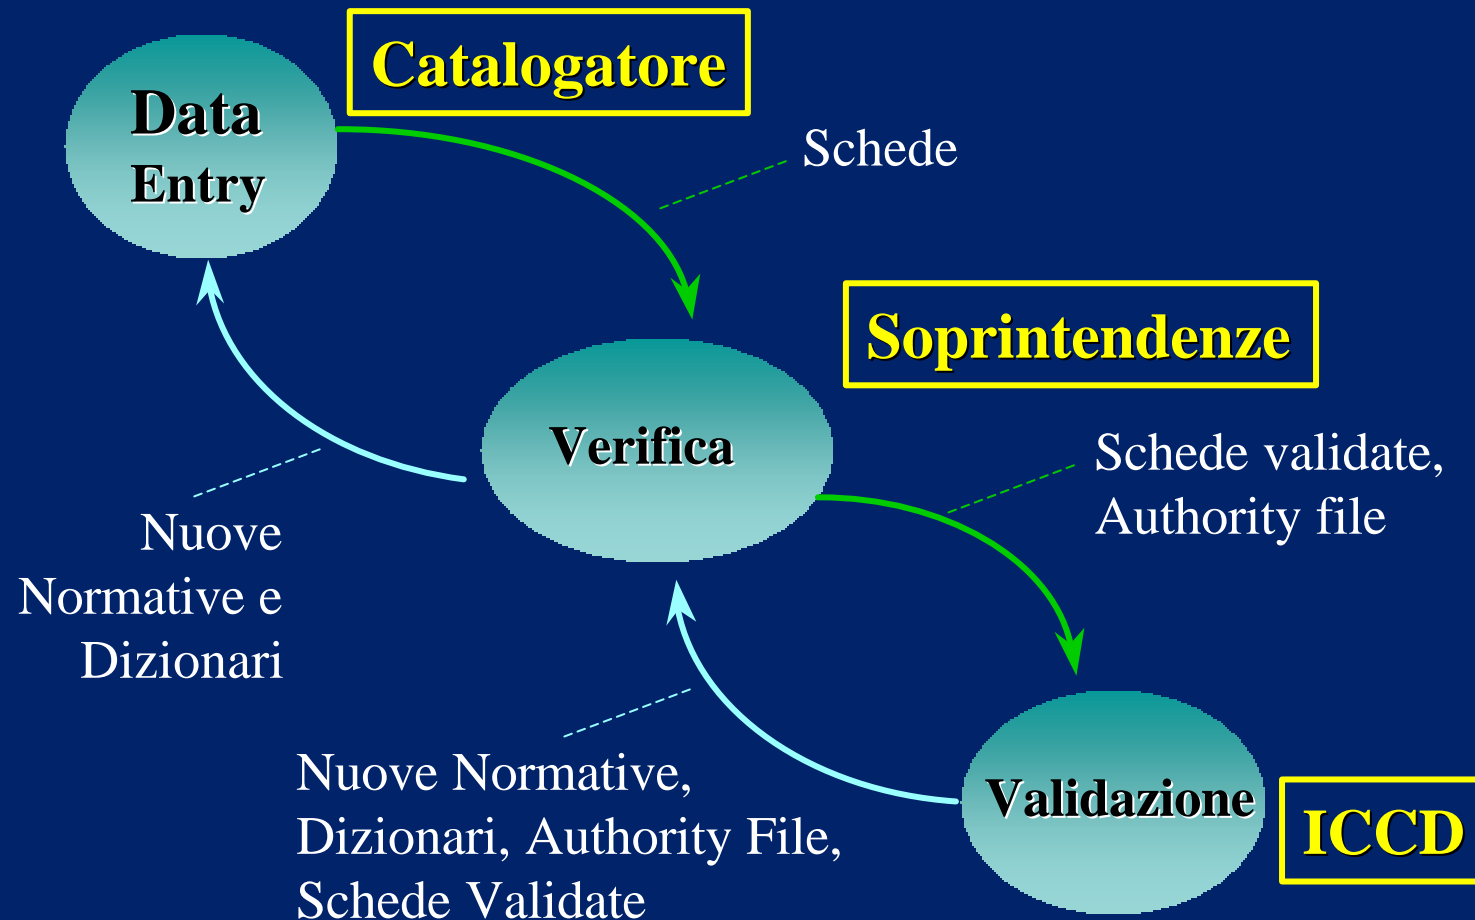 Catalogatore
Data
Entry
Schede
Soprintendenze
Verifica
Schede validate,
Authority file
Nuove
Normative e
Dizionari
Nuove Normative,
Dizionari, Authority File,
Schede Validate
Validazione
ICCD